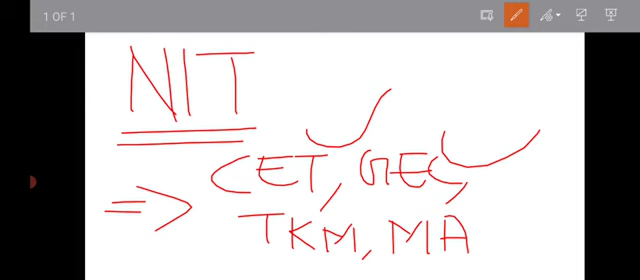 1 OF 1
NIT
⇒ CET, GEC,
TKM, MA